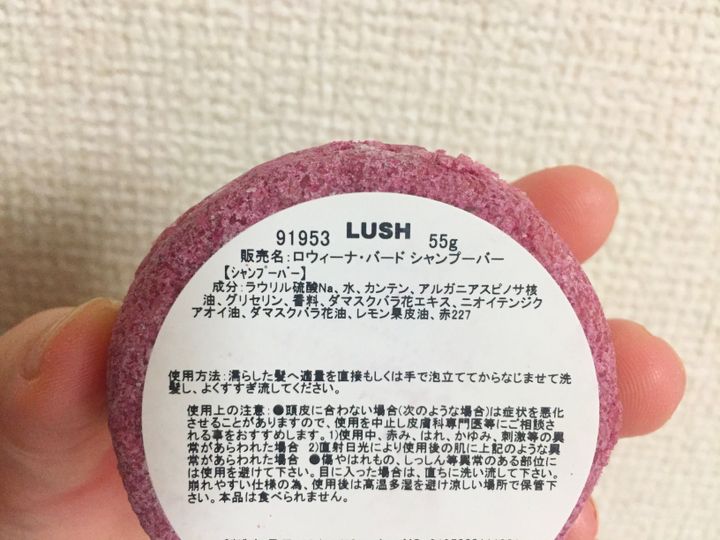 91953 LUSH 55g
販売名:ロウィーナ・バード シャンプーバー
【シャンプーバー】
成分:ラウリル硫酸Na、水、カンテン、アルガニアスピノサ核
油、グリセリン、香料、ダマスクバラ花エキス、ニオイテンジク
アオイ油、ダマスクバラ花油、レモン果皮油、赤227
使用方法:濡らした髪へ適量を直接もしくは手で泡立ててからなじませて洗
髪し、よくすすぎ流してください。
使用上の注意:●頭皮に合わない場合(次のような場合)は症状を悪化
させることがありますので、使用を中止し皮膚科専門医等にご相談さ
れる事をおすすめします。1)使用中、赤み、はれ、かゆみ、刺激等の異
常があらわれた場合 2)直射日光により使用後の肌に上記のような異
常があらわれた場合 ●傷やはれもの、しっしん等異常のある部位に
は使用を避けて下さい。目に入った場合は、直ちに洗い流して下さい。
崩れやすい仕様の為、使用後は高温多湿を避け涼しい場所で保管下
さい。本品は食べられません。